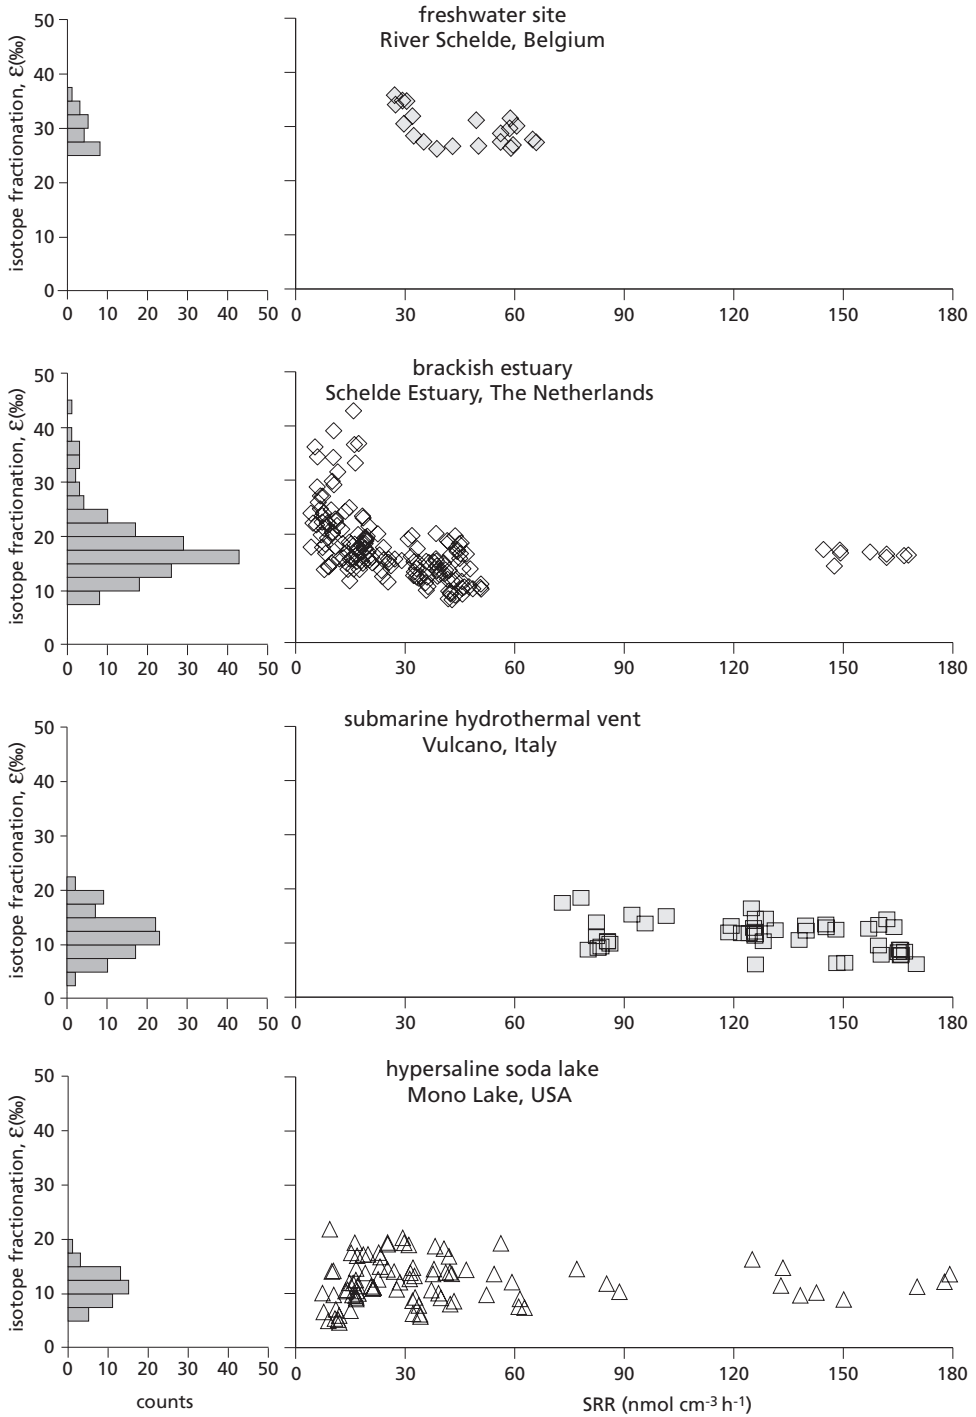 freshwater site
River Schelde, Belgium
isotope fractionation, ε(‰)
50
40
30
20
10
0
0 10 20 30 40 50
0 30 60 90 120 150 180
brackish estuary
Schelde Estuary, The Netherlands
isotope fractionation, ε(‰)
50
40
30
20
10
0
0 10 20 30 40 50
0 30 60 90 120 150 180
submarine hydrothermal vent
Vulcano, Italy
isotope fractionation, ε(‰)
50
40
30
20
10
0
0 10 20 30 40 50
0 30 60 90 120 150 180
hypersaline soda lake
Mono Lake, USA
isotope fractionation, ε(‰)
50
40
30
20
10
0
0 10 20 30 40 50
0 30 60 90 120 150 180
counts
SRR (nmol cm⁻³ h⁻¹)